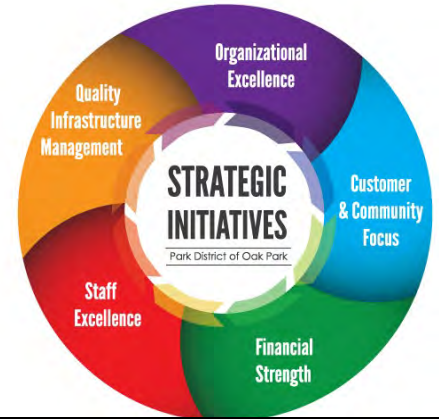 Organizational
Excellence
Quality
Infrastructure
Management
STRATEGIC
INITIATIVES
Park District of Oak Park
Customer
& Community
Focus
Staff
Excellence
Financial
Strength